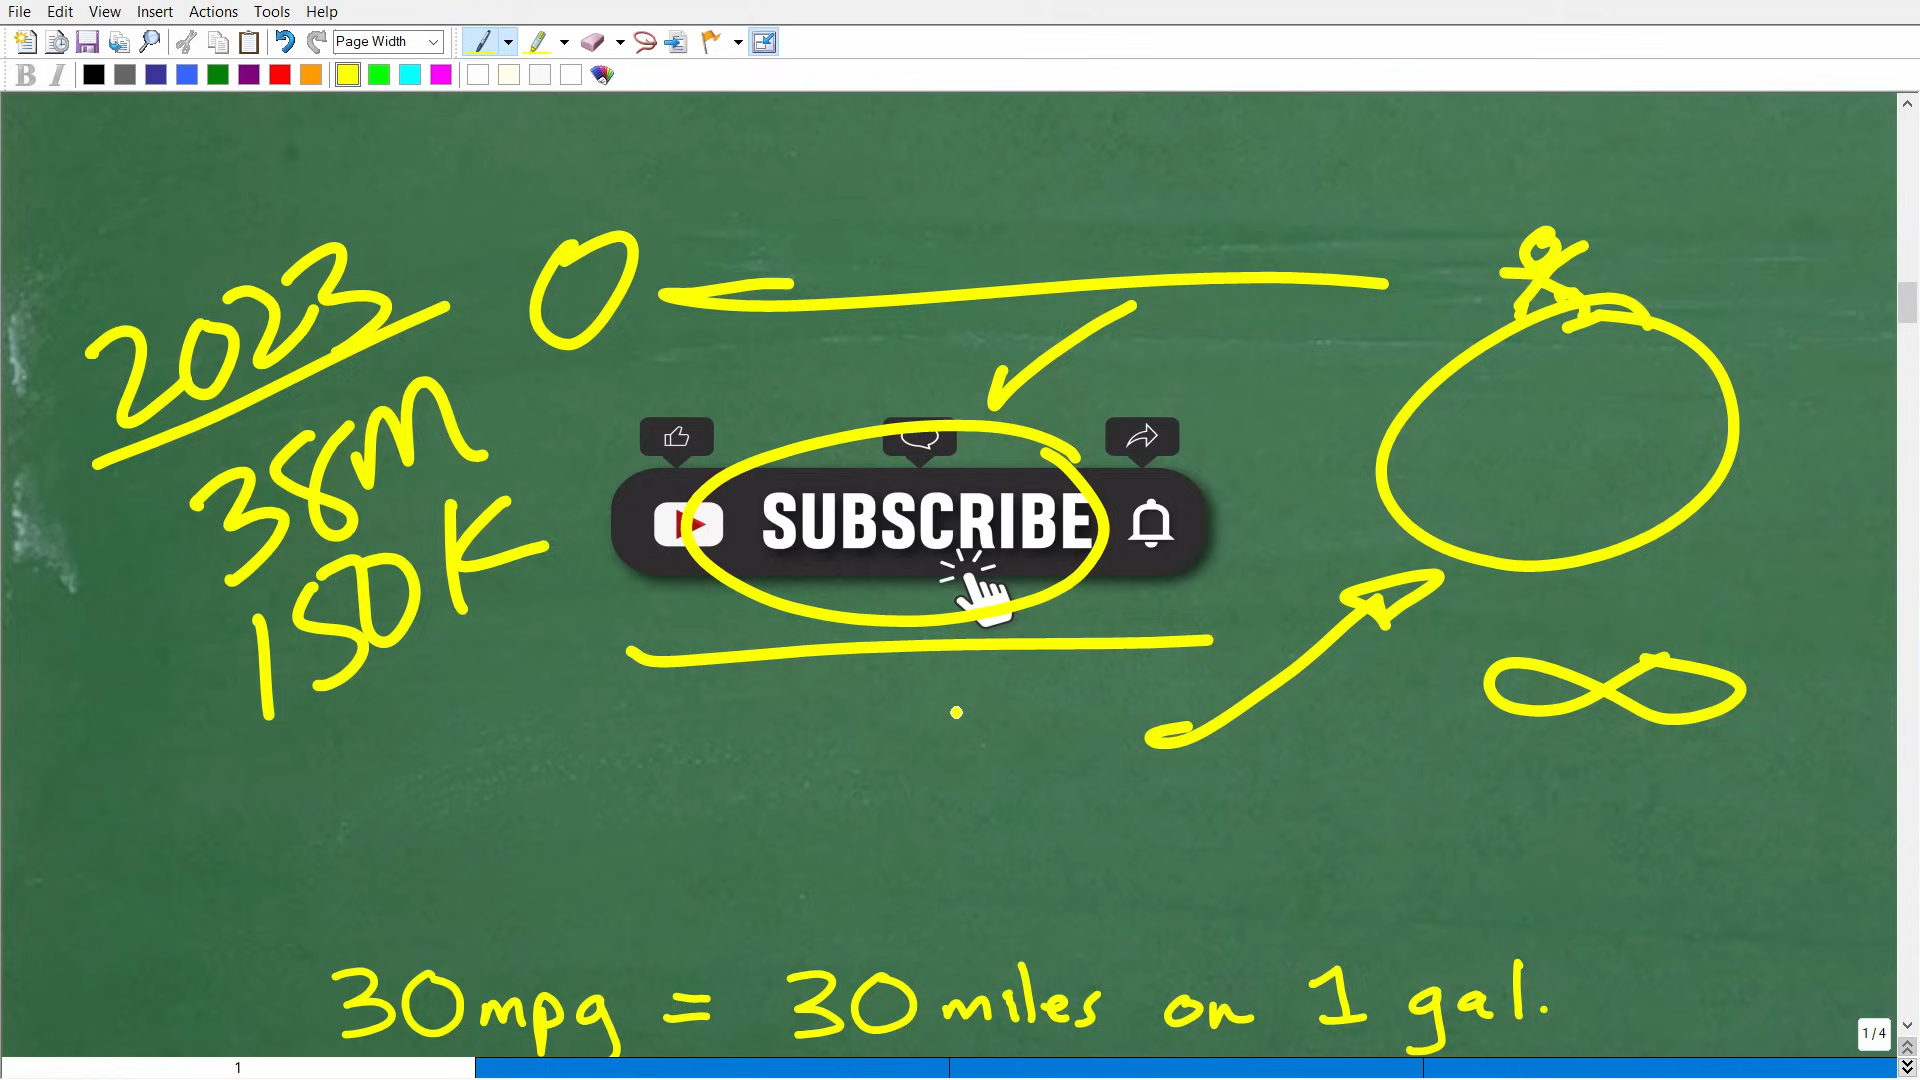 File Edit View Insert Actions Tools Help
Page Width
B I
2023
0
38m
150K
SUBSCRIBE
∞
30mpg = 30 miles on 1 gal.
1 / 4
1